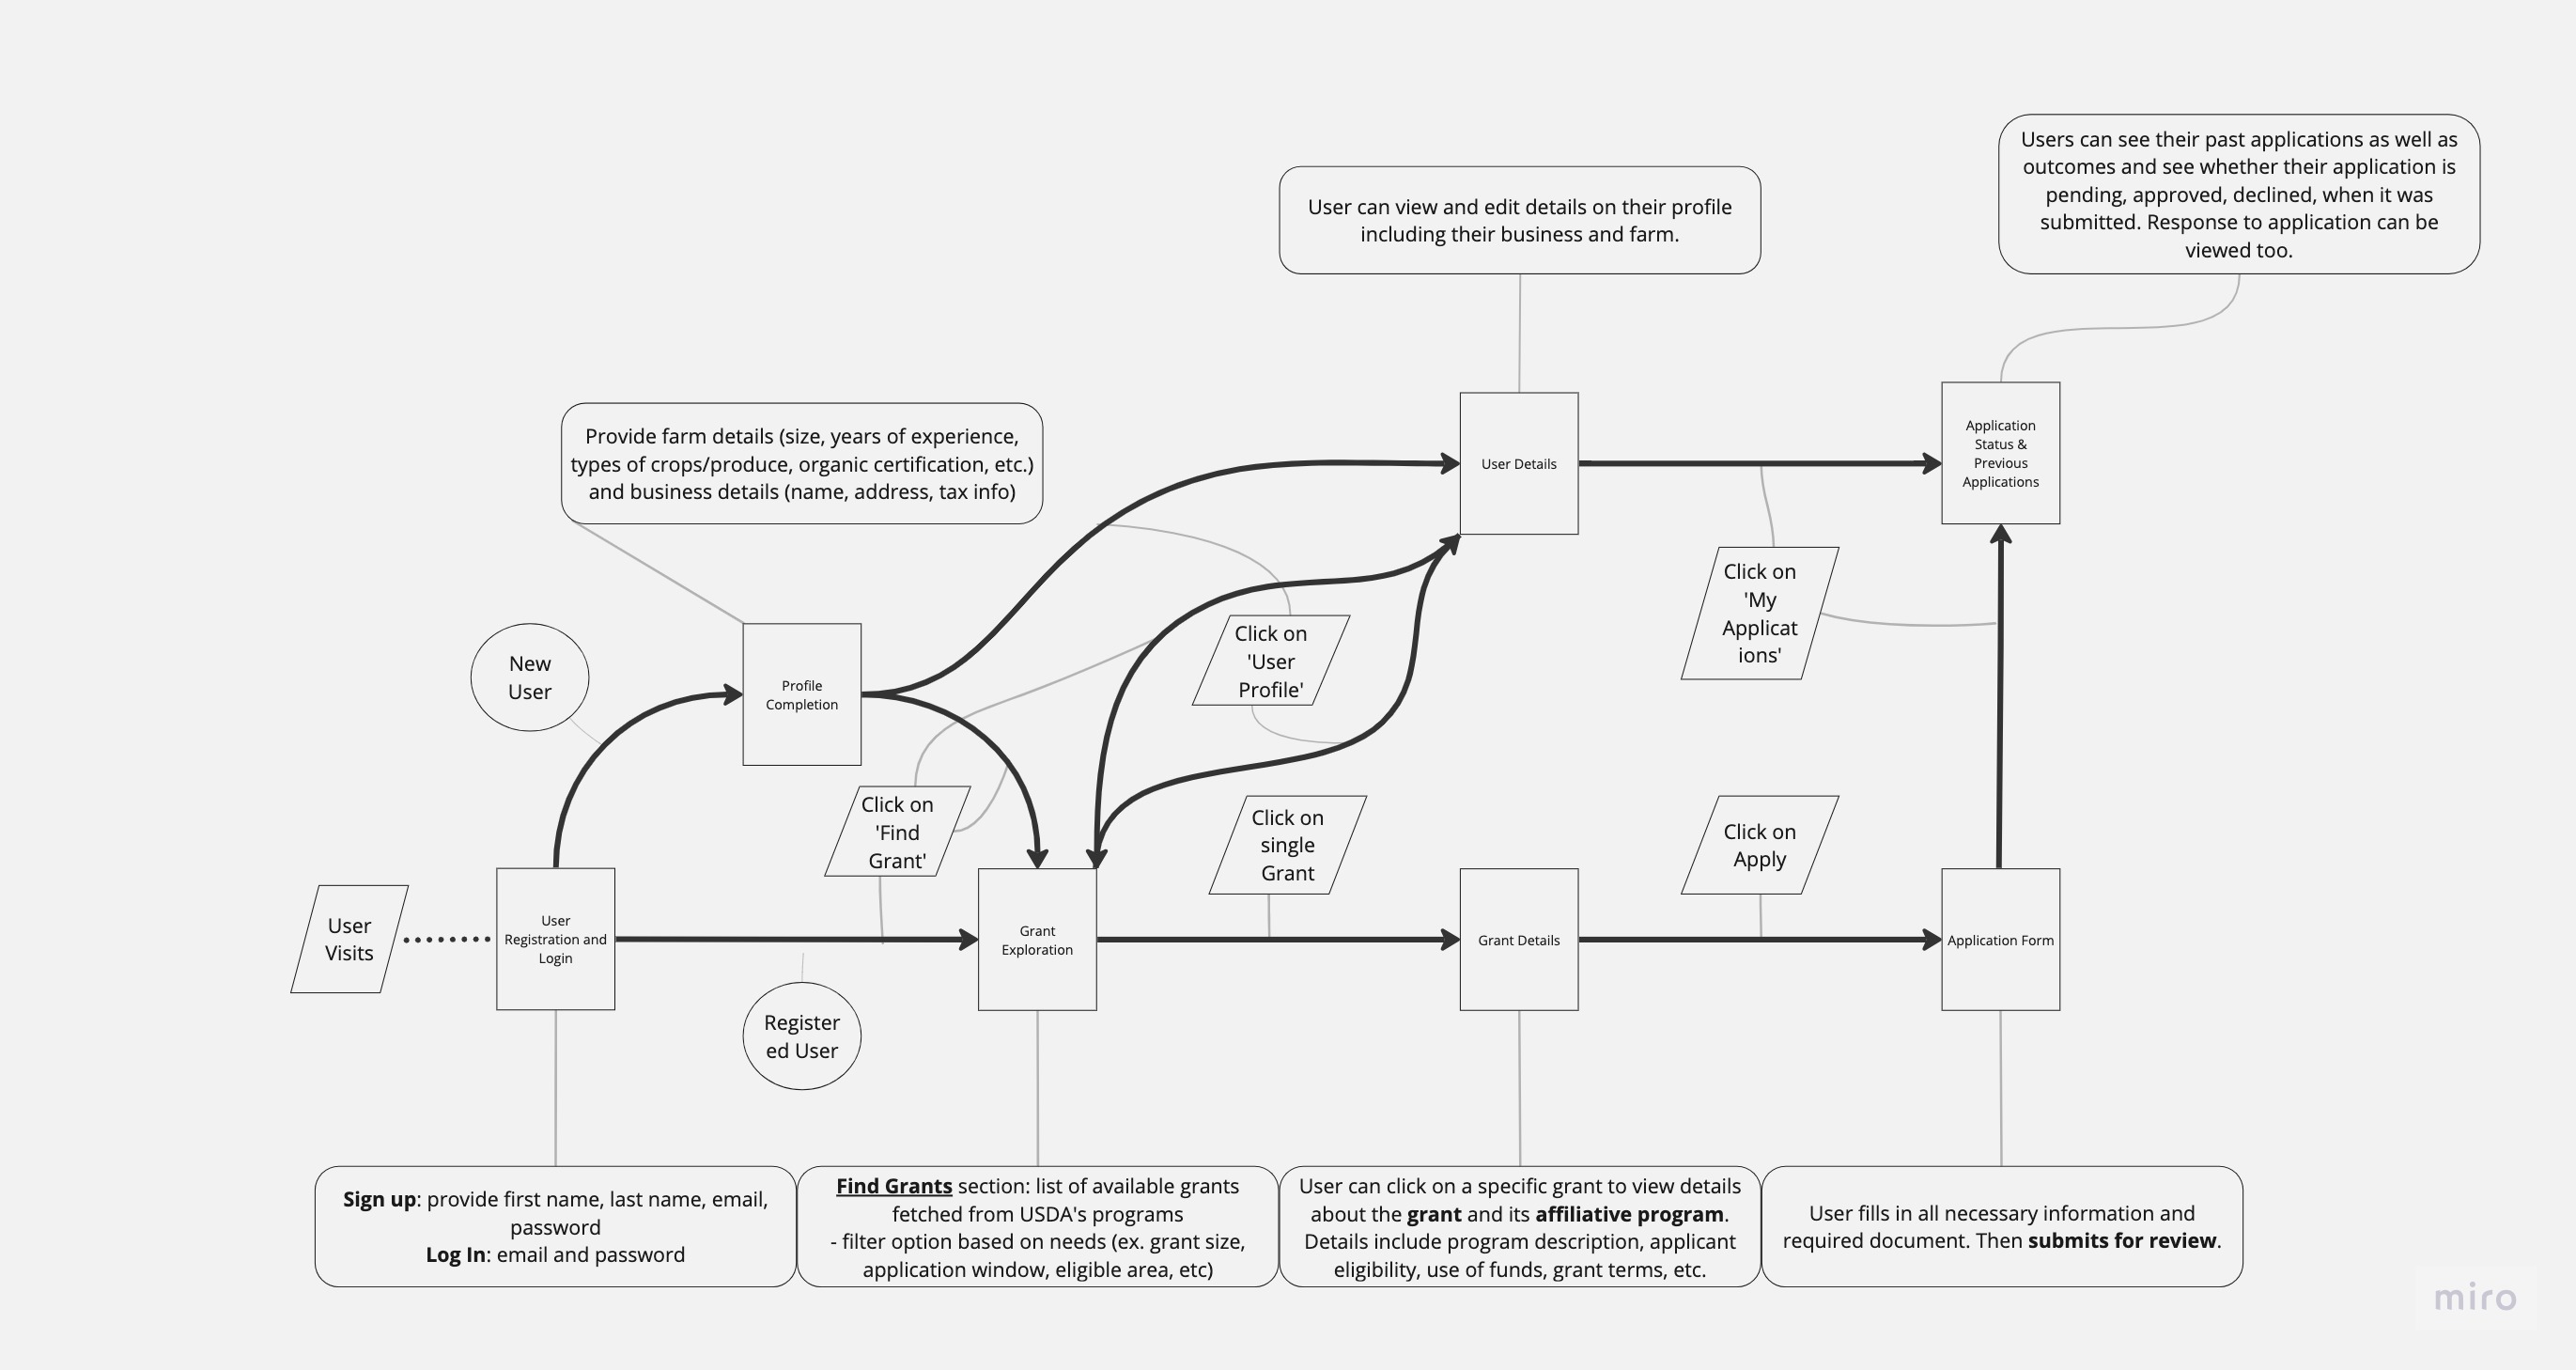 Users can see their past applications as well as
outcomes and see whether their application is
pending, approved, declined, when it was
submitted. Response to application can be
viewed too.
User can view and edit details on their profile
including their business and farm.
Provide farm details (size, years of experience,
types of crops/produce, organic certification, etc.)
and business details (name, address, tax info)
User Details
Application
Status &
Previous
Applications
New
User
Profile
Completion
Click on
'User
Profile'
Click on
'My
Applicat
ions'
Click on
'Find
Grant'
Click on
single
Grant
Click on
Apply
User
Visits
User
Registration and
Login
Grant
Exploration
Grant Details
Application Form
Register
ed User
Sign up: provide first name, last name, email,
password
Log In: email and password
Find Grants section: list of available grants
fetched from USDA's programs
- filter option based on needs (ex. grant size,
application window, eligible area, etc)
User can click on a specific grant to view details
about the grant and its affiliative program.
Details include program description, applicant
eligibility, use of funds, grant terms, etc.
User fills in all necessary information and
required document. Then submits for review.
miro